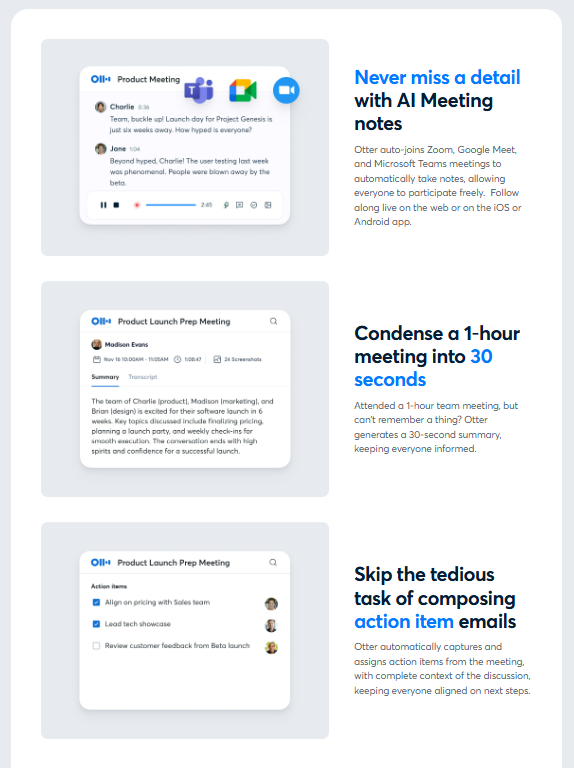 Product Meeting
Charlie 0:36
Team, buckle up! Launch day for Project Genesis is
just six weeks away. How hyped is everyone?
Jane 1:04
Beyond hyped, Charlie! The user testing last week
was phenomenal. People were blown away by the
beta.
2:45
Never miss a detail
with AI Meeting
notes
Otter auto-joins Zoom, Google Meet,
and Microsoft Teams meetings to
automatically take notes, allowing
everyone to participate freely. Follow
along live on the web or on the iOS or
Android app.
Product Launch Prep Meeting
Madison Evans
Nov 16 10:00AM - 11:05AM 1:08:47 24 Screenshots
Summary Transcript
The team of Charlie (product), Madison (marketing), and
Brian (design) is excited for their software launch in 6
weeks. Key topics discussed include finalizing pricing,
planning a launch party, and weekly check-ins for
smooth execution. The conversation ends with high
spirits and confidence for a successful launch.
Condense a 1-hour
meeting into 30
seconds
Attended a 1-hour team meeting, but
can't remember a thing? Otter
generates a 30-second summary,
keeping everyone informed.
Product Launch Prep Meeting
Action items
Align on pricing with Sales team
Lead tech showcase
Review customer feedback from Beta launch
Skip the tedious
task of composing
action item emails
Otter automatically captures and
assigns action items from the meeting,
with complete context of the discussion,
keeping everyone aligned on next steps.